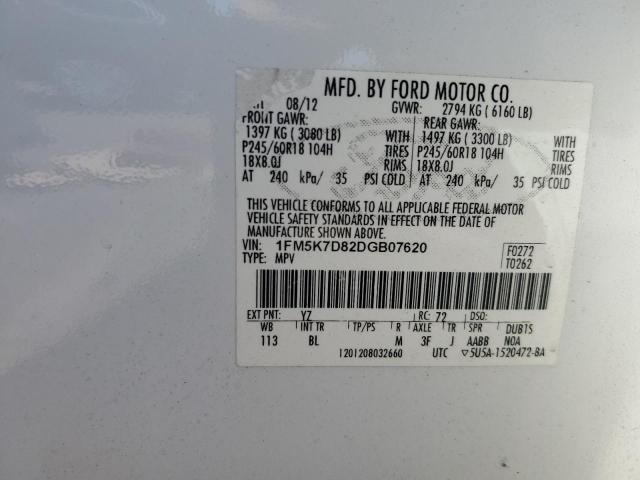 MFD. BY FORD MOTOR CO.
08/12 GVWR: 2794 KG ( 6160 LB)
FRONT GAWR: REAR GAWR:
1397 KG ( 3080 LB) WITH 1497 KG ( 3300 LB) WITH
P245/60R18 104H TIRES P245/60R18 104H TIRES
18X8.0J RIMS 18X8.0J RIMS
AT 240 kPa/ 35 PSI COLD AT 240 kPa/ 35 PSI COLD
THIS VEHICLE CONFORMS TO ALL APPLICABLE FEDERAL MOTOR
VEHICLE SAFETY STANDARDS IN EFFECT ON THE DATE OF
MANUFACTURE SHOWN ABOVE.
VIN: 1FM5K7D82DGB07620 F0272
TYPE: MPV T0262
EXT PNT: YZ RC: 72 DSO:
WB INT TR TP/PS R AXLE TR SPR DUB1S
113 BL M 3F J AABB N0A
1201208032660 UTC ▽5U5A-1520472-BA